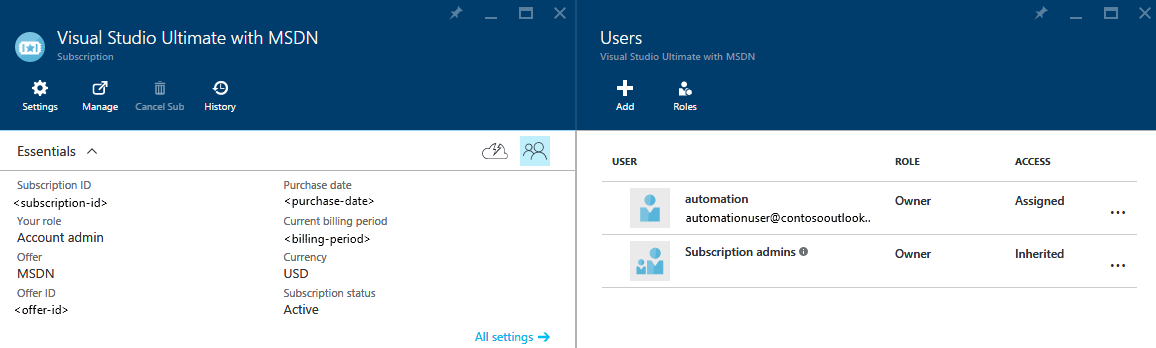 Visual Studio Ultimate with MSDN
Subscription
Settings
Manage
Cancel Sub
History
Essentials
Subscription ID
<subscription-id>
Your role
Account admin
Offer
MSDN
Offer ID
<offer-id>
Purchase date
<purchase-date>
Current billing period
<billing-period>
Currency
USD
Subscription status
Active
All settings
Users
Visual Studio Ultimate with MSDN
Add
Roles
USER ROLE ACCESS
automation Owner Assigned
automationuser@contosooutlook..
Subscription admins Owner Inherited